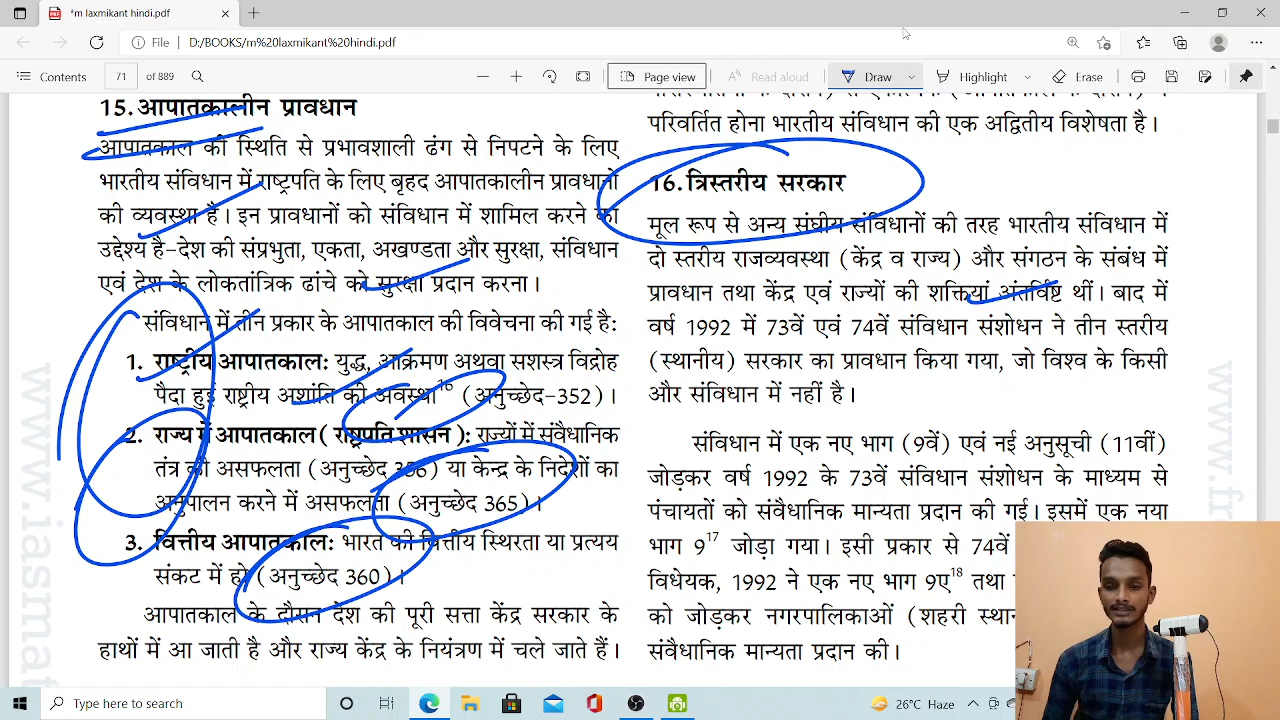 *m laxmikant hindi.pdf
File D:/BOOKS/m%20laxmikant%20hindi.pdf
Contents 71 of 889 Page view Read aloud Draw Highlight Erase
15. आपातकालीन प्रावधान
आपातकाल की स्थिति से प्रभावशाली ढंग से निपटने के लिए
भारतीय संविधान में राष्ट्रपति के लिए बृहद आपातकालीन प्रावधानों
की व्यवस्था है। इन प्रावधानों को संविधान में शामिल करने का
उद्देश्य है-देश की संप्रभुता, एकता, अखण्डता और सुरक्षा, संविधान
एवं देश के लोकतांत्रिक ढांचे को सुरक्षा प्रदान करना।
संविधान में तीन प्रकार के आपातकाल की विवेचना की गई है:
1. राष्ट्रीय आपातकाल: युद्ध, आक्रमण अथवा सशस्त्र विद्रोह
पैदा हुई राष्ट्रीय अशांति की अवस्था16 (अनुच्छेद-352)।
2. राज्य में आपातकाल (राष्ट्रपति शासन): राज्यों में संवैधानिक
तंत्र की असफलता (अनुच्छेद 356) या केन्द्र के निदेशों का
अनुपालन करने में असफलता (अनुच्छेद 365)।
3. वित्तीय आपातकाल: भारत की वित्तीय स्थिरता या प्रत्यय
संकट में हो (अनुच्छेद 360)।
आपातकाल के दौरान देश की पूरी सत्ता केंद्र सरकार के
हाथों में आ जाती है और राज्य केंद्र के नियंत्रण में चले जाते हैं।
परिवर्तित होना भारतीय संविधान की एक अद्वितीय विशेषता है।
16. त्रिस्तरीय सरकार
मूल रूप से अन्य संघीय संविधानों की तरह भारतीय संविधान में
दो स्तरीय राजव्यवस्था (केंद्र व राज्य) और संगठन के संबंध में
प्रावधान तथा केंद्र एवं राज्यों की शक्तियां अंतर्विष्ट थीं। बाद में
वर्ष 1992 में 73वें एवं 74वें संविधान संशोधन ने तीन स्तरीय
(स्थानीय) सरकार का प्रावधान किया गया, जो विश्व के किसी
और संविधान में नहीं है।
संविधान में एक नए भाग (9वें) एवं नई अनुसूची (11वीं)
जोड़कर वर्ष 1992 के 73वें संविधान संशोधन के माध्यम से
पंचायतों को संवैधानिक मान्यता प्रदान की गई। इसमें एक नया
भाग 917 जोड़ा गया। इसी प्रकार से 74वें
विधेयक, 1992 ने एक नए भाग 9ए18 तथा
को जोड़कर नगरपालिकाओं (शहरी
संवैधानिक मान्यता प्रदान की।
www.iasmat
www.fr
Type here to search 26°C Haze